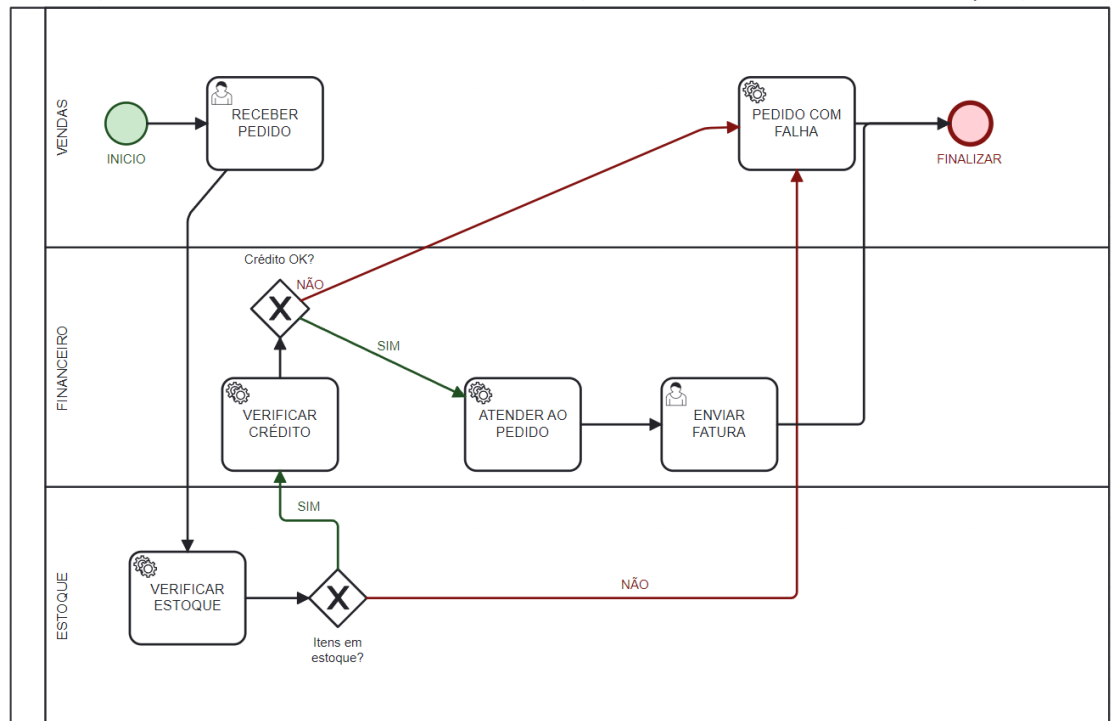 VENDAS
INICIO
RECEBER
PEDIDO
PEDIDO COM
FALHA
FINALIZAR
FINANCEIRO
Crédito OK?
NÃO
SIM
VERIFICAR
CRÉDITO
ATENDER AO
PEDIDO
ENVIAR
FATURA
ESTOQUE
SIM
VERIFICAR
ESTOQUE
NÃO
Itens em
estoque?